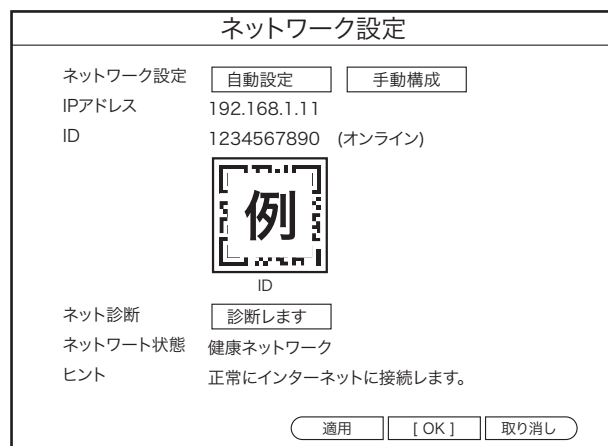 ネットワーク設定
ネットワーク設定 自動設定 手動構成
IPアドレス 192.168.1.11
ID 1234567890 (オンライン)
例
ID
ネット診断 診断します
ネットワート状態 健康ネットワーク
ヒント 正常にインターネットに接続します。
適用 [ OK ] 取り消し